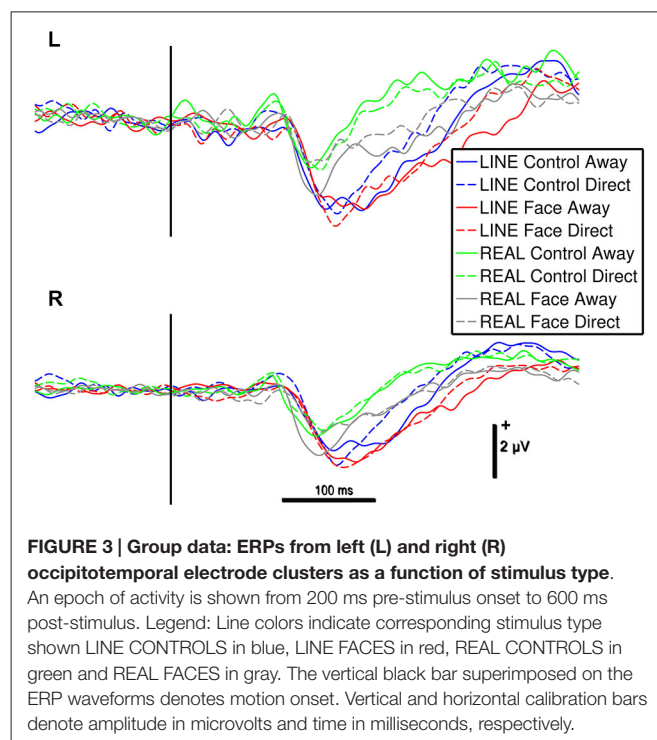 L
LINE Control Away
LINE Control Direct
LINE Face Away
LINE Face Direct
REAL Control Away
REAL Control Direct
REAL Face Away
REAL Face Direct
R
+
2 µV
100 ms
FIGURE 3 | Group data: ERPs from left (L) and right (R)
occipitotemporal electrode clusters as a function of stimulus type.
An epoch of activity is shown from 200 ms pre-stimulus onset to 600 ms
post-stimulus. Legend: Line colors indicate corresponding stimulus type
shown LINE CONTROLS in blue, LINE FACES in red, REAL CONTROLS in
green and REAL FACES in gray. The vertical black bar superimposed on the
ERP waveforms denotes motion onset. Vertical and horizontal calibration bars
denote amplitude in microvolts and time in milliseconds, respectively.